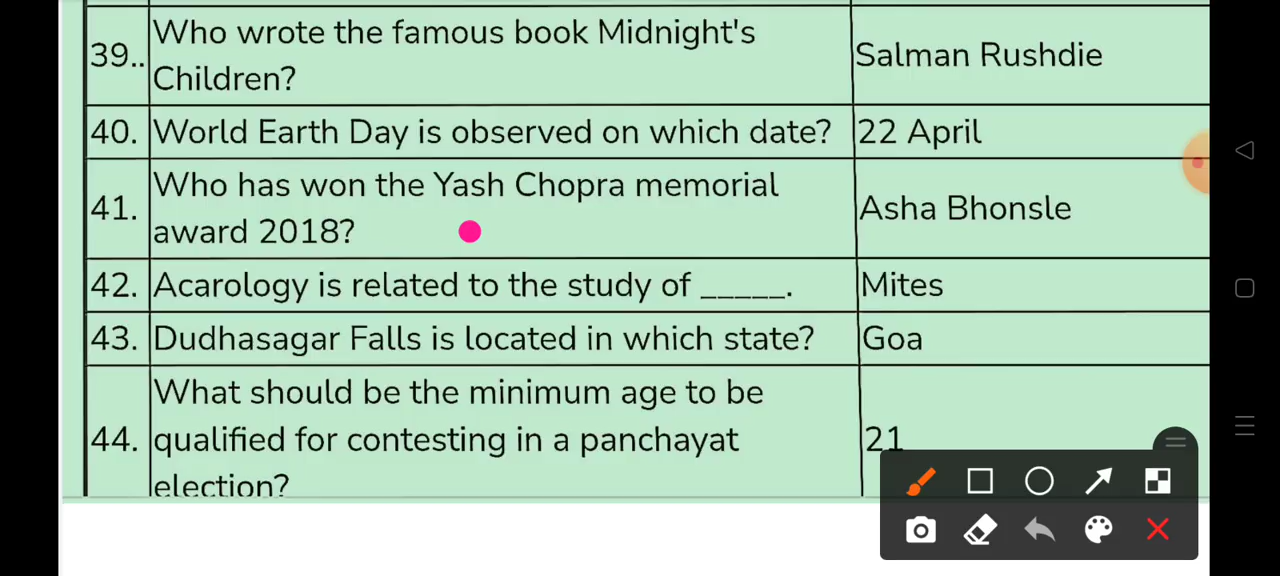 39..
Who wrote the famous book Midnight's
Children?
Salman Rushdie
40. World Earth Day is observed on which date? 22 April
41.
Who has won the Yash Chopra memorial
award 2018?
Asha Bhonsle
42. Acarology is related to the study of _____. Mites
43. Dudhasagar Falls is located in which state? Goa
44.
What should be the minimum age to be
qualified for contesting in a panchayat
election?
21